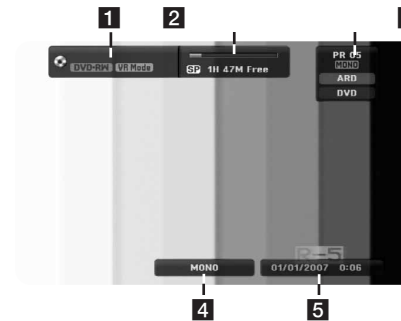 1 2
DVD-RW VR Mode
SP 1H 47M Free
PR 05
MONO
ARD
DVD
R-5
MONO
01/01/2007 0:06
4 5